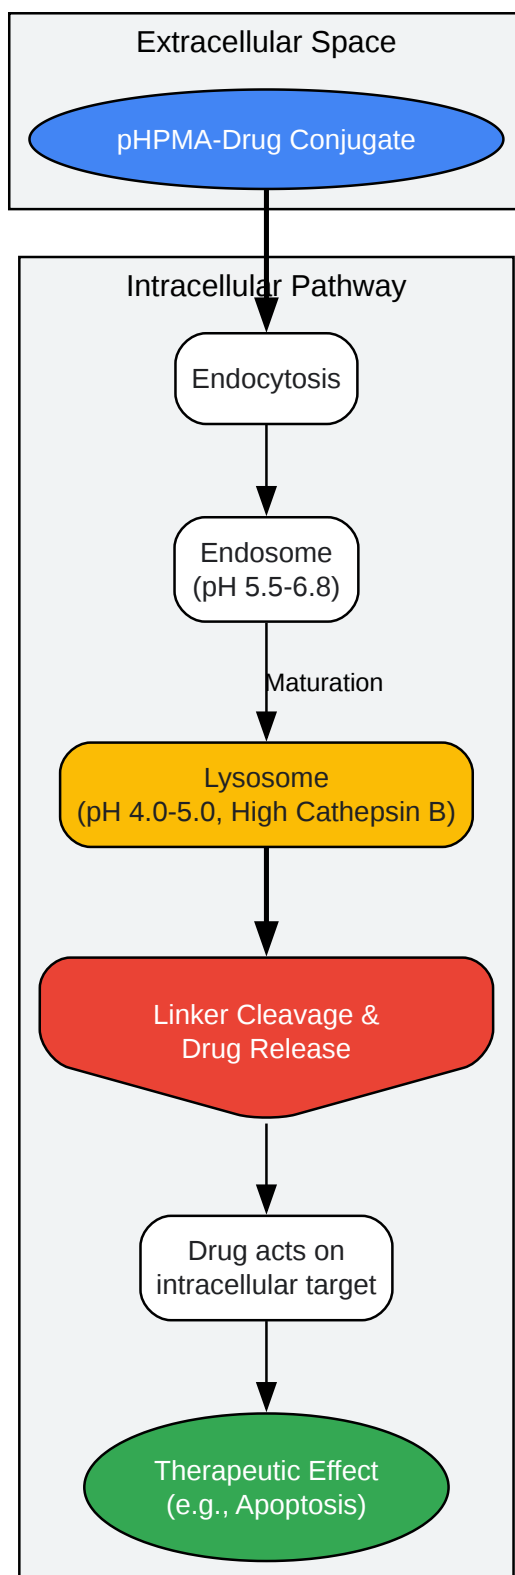 Extracellular Space
pHPMA-Drug Conjugate
Intracellular Pathway
Endocytosis
Endosome
(pH 5.5-6.8)
Maturation
Lysosome
(pH 4.0-5.0, High Cathepsin B)
Linker Cleavage &
Drug Release
Drug acts on
intracellular target
Therapeutic Effect
(e.g., Apoptosis)